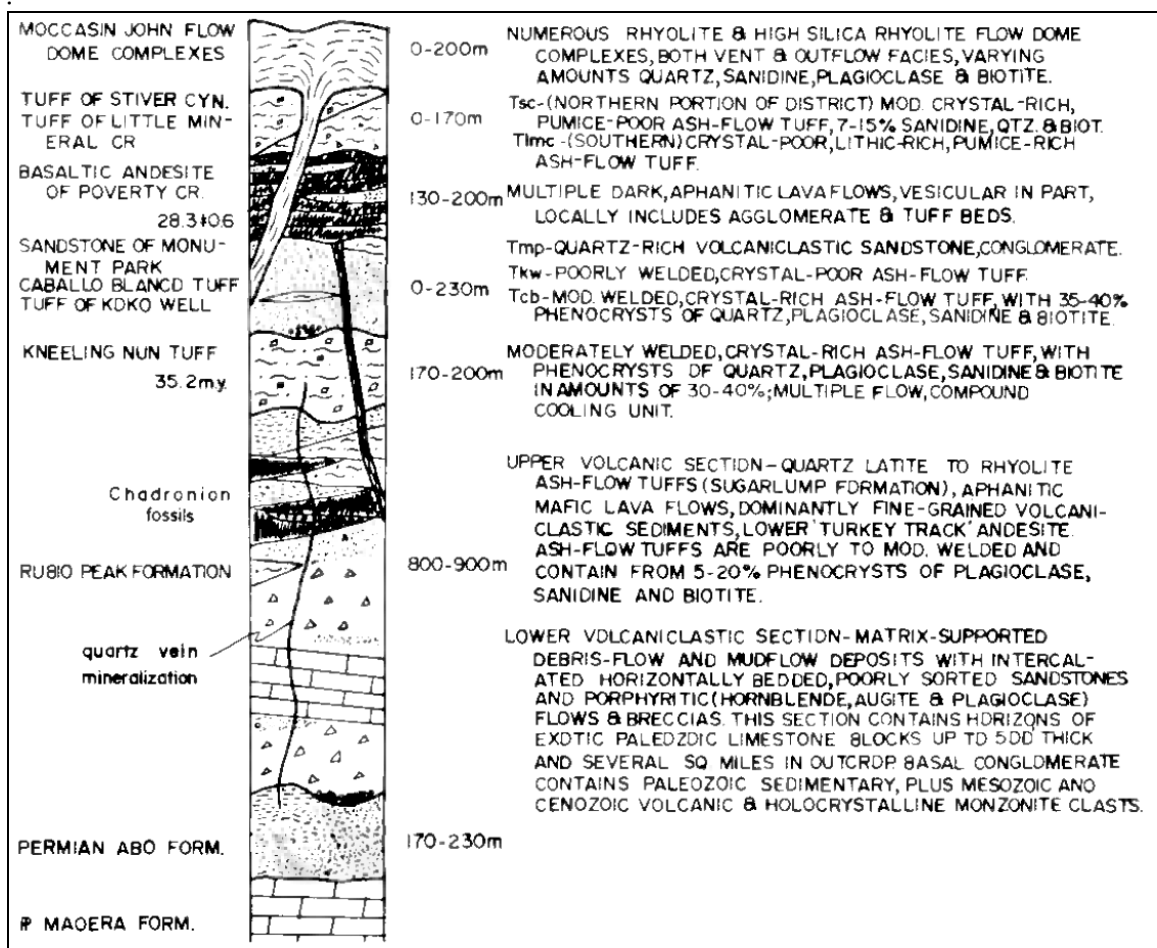 MOCCASIN JOHN FLOW
DOME COMPLEXES
0-200m
NUMEROUS RHYOLITE & HIGH SILICA RHYOLITE FLOW DOME
COMPLEXES, BOTH VENT & OUTFLOW FACIES, VARYING
AMOUNTS QUARTZ, SANIDINE, PLAGIOCLASE & BIOTITE.
TUFF OF STIVER CYN.
TUFF OF LITTLE MIN-
ERAL CR
0-170m
Tsc-(NORTHERN PORTION OF DISTRICT) MOD. CRYSTAL-RICH,
PUMICE-POOR ASH-FLOW TUFF, 7-15% SANIDINE, QTZ. & BIOT.
Tlmc-(SOUTHERN) CRYSTAL-POOR, LITHIC-RICH, PUMICE-RICH
ASH-FLOW TUFF.
BASALTIC ANDESITE
OF POVERTY CR.
28.3±0.6
130-200m
MULTIPLE DARK, APHANITIC LAVA FLOWS, VESICULAR IN PART,
LOCALLY INCLUDES AGGLOMERATE & TUFF BEDS.
SANDSTONE OF MONU-
MENT PARK
CABALLO BLANCO TUFF
TUFF OF KOKO WELL
0-230m
Tmp-QUARTZ-RICH VOLCANICLASTIC SANDSTONE, CONGLOMERATE.
Tkw-POORLY WELDED, CRYSTAL-POOR ASH-FLOW TUFF.
Tcb-MOD. WELDED, CRYSTAL-RICH ASH-FLOW TUFF, WITH 35-40%
PHENOCRYSTS OF QUARTZ, PLAGIOCLASE, SANIDINE & BIOTITE.
KNEELING NUN TUFF
35.2m.y.
170-200m
MODERATELY WELDED, CRYSTAL-RICH ASH-FLOW TUFF, WITH
PHENOCRYSTS OF QUARTZ, PLAGIOCLASE, SANIDINE & BIOTITE
IN AMOUNTS OF 30-40%; MULTIPLE FLOW, COMPOUND
COOLING UNIT.
Chadronion
fossils
RUBIO PEAK FORMATION
800-900m
UPPER VOLCANIC SECTION-QUARTZ LATITE TO RHYOLITE
ASH-FLOW TUFFS (SUGARLUMP FORMATION), APHANITIC
MAFIC LAVA FLOWS, DOMINANTLY FINE-GRAINED VOLCANI-
CLASTIC SEDIMENTS, LOWER 'TURKEY TRACK' ANDESITE
ASH-FLOW TUFFS ARE POORLY TO MOD. WELDED AND
CONTAIN FROM 5-20% PHENOCRYSTS OF PLAGIOCLASE,
SANIDINE AND BIOTITE.
quartz vein
mineralization
LOWER VOLCANICLASTIC SECTION-MATRIX-SUPPORTED
DEBRIS-FLOW AND MUDFLOW DEPOSITS WITH INTERCAL-
ATED HORIZONTALLY BEDDED, POORLY SORTED SANDSTONES
AND PORPHYRITIC (HORNBLENDE, AUGITE & PLAGIOCLASE)
FLOWS & BRECCIAS. THIS SECTION CONTAINS HORIZONS OF
EXOTIC PALEOZOIC LIMESTONE BLOCKS UP TO 500' THICK
AND SEVERAL SQ MILES IN OUTCROP. BASAL CONGLOMERATE
CONTAINS PALEOZOIC SEDIMENTARY, PLUS MESOZOIC AND
CENOZOIC VOLCANIC & HOLOCRYSTALLINE MONZONITE CLASTS.
PERMIAN ABO FORM.
170-230m
ⅠP MADERA FORM.